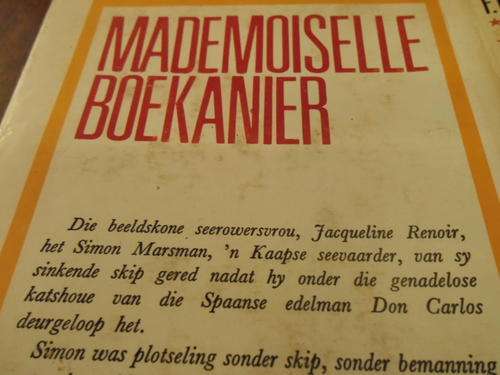 F.
MADEMOISELLE
BOEKANIER
Die beeldskone seerowersvrou, Jacqueline Renoir,
het Simon Marsman, 'n Kaapse seevaarder, van sy
sinkende skip gered nadat hy onder die genadelose
katshoue van die Spaanse edelman Don Carlos
deurgeloop het.
Simon was plotseling sonder skip, sonder bemanning